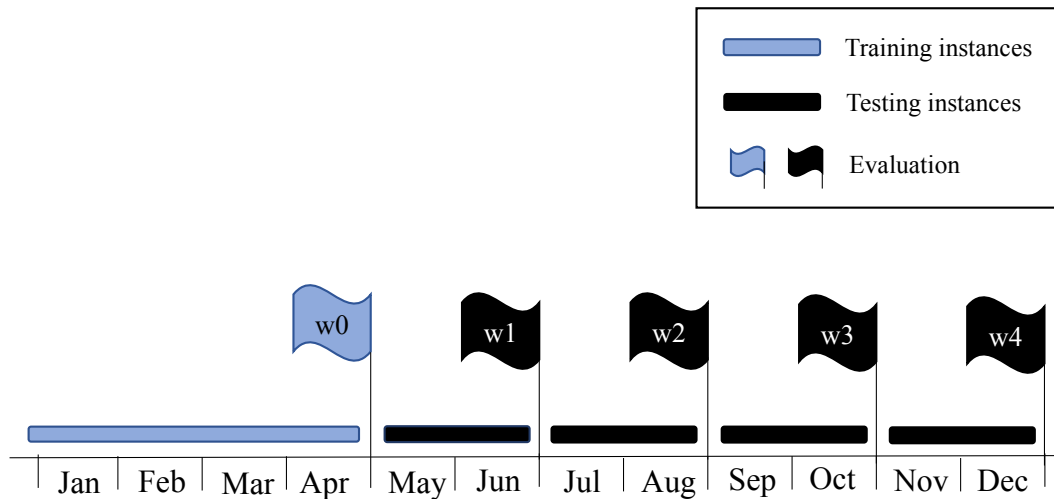 Training instances
Testing instances
Evaluation
w0 w1 w2 w3 w4
Jan Feb Mar Apr May Jun Jul Aug Sep Oct Nov Dec